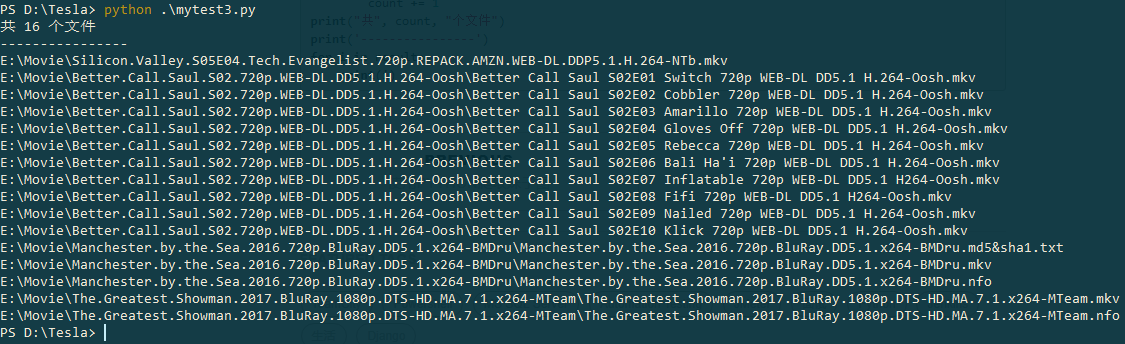 PS D:\Tesla> python .\mytest3.py
共 16 个文件
----------------
E:\Movie\Silicon.Valley.S05E04.Tech.Evangelist.720p.REPACK.AMZN.WEB-DL.DDP5.1.H.264-NTb.mkv
E:\Movie\Better.Call.Saul.S02.720p.WEB-DL.DD5.1.H.264-Oosh\Better Call Saul S02E01 Switch 720p WEB-DL DD5.1 H.264-Oosh.mkv
E:\Movie\Better.Call.Saul.S02.720p.WEB-DL.DD5.1.H.264-Oosh\Better Call Saul S02E02 Cobbler 720p WEB-DL DD5.1 H.264-Oosh.mkv
E:\Movie\Better.Call.Saul.S02.720p.WEB-DL.DD5.1.H.264-Oosh\Better Call Saul S02E03 Amarillo 720p WEB-DL DD5.1 H.264-Oosh.mkv
E:\Movie\Better.Call.Saul.S02.720p.WEB-DL.DD5.1.H.264-Oosh\Better Call Saul S02E04 Gloves Off 720p WEB-DL DD5.1 H.264-Oosh.mkv
E:\Movie\Better.Call.Saul.S02.720p.WEB-DL.DD5.1.H.264-Oosh\Better Call Saul S02E05 Rebecca 720p WEB-DL DD5.1 H.264-Oosh.mkv
E:\Movie\Better.Call.Saul.S02.720p.WEB-DL.DD5.1.H.264-Oosh\Better Call Saul S02E06 Bali Ha'i 720p WEB-DL DD5.1 H.264-Oosh.mkv
E:\Movie\Better.Call.Saul.S02.720p.WEB-DL.DD5.1.H.264-Oosh\Better Call Saul S02E07 Inflatable 720p WEB-DL DD5.1 H264-Oosh.mkv
E:\Movie\Better.Call.Saul.S02.720p.WEB-DL.DD5.1.H.264-Oosh\Better Call Saul S02E08 Fifi 720p WEB-DL DD5.1 H264-Oosh.mkv
E:\Movie\Better.Call.Saul.S02.720p.WEB-DL.DD5.1.H.264-Oosh\Better Call Saul S02E09 Nailed 720p WEB-DL DD5.1 H.264-Oosh.mkv
E:\Movie\Better.Call.Saul.S02.720p.WEB-DL.DD5.1.H.264-Oosh\Better Call Saul S02E10 Klick 720p WEB-DL DD5.1 H.264-Oosh.mkv
E:\Movie\Manchester.by.the.Sea.2016.720p.BluRay.DD5.1.x264-BMDru\Manchester.by.the.Sea.2016.720p.BluRay.DD5.1.x264-BMDru.md5&sha1.txt
E:\Movie\Manchester.by.the.Sea.2016.720p.BluRay.DD5.1.x264-BMDru\Manchester.by.the.Sea.2016.720p.BluRay.DD5.1.x264-BMDru.mkv
E:\Movie\Manchester.by.the.Sea.2016.720p.BluRay.DD5.1.x264-BMDru\Manchester.by.the.Sea.2016.720p.BluRay.DD5.1.x264-BMDru.nfo
E:\Movie\The.Greatest.Showman.2017.BluRay.1080p.DTS-HD.MA.7.1.x264-MTeam\The.Greatest.Showman.2017.BluRay.1080p.DTS-HD.MA.7.1.x264-MTeam.mkv
E:\Movie\The.Greatest.Showman.2017.BluRay.1080p.DTS-HD.MA.7.1.x264-MTeam\The.Greatest.Showman.2017.BluRay.1080p.DTS-HD.MA.7.1.x264-MTeam.nfo
PS D:\Tesla>
count += 1
print("共", count, "个文件")
print('----------------')